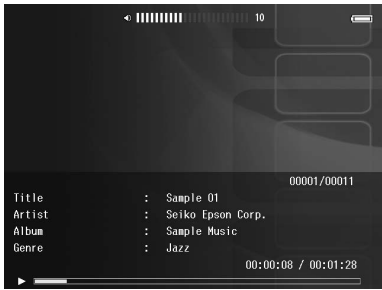 10
00001/00011
Title : Sample 01
Artist : Seiko Epson Corp.
Album : Sample Music
Genre : Jazz
00:00:08 / 00:01:28